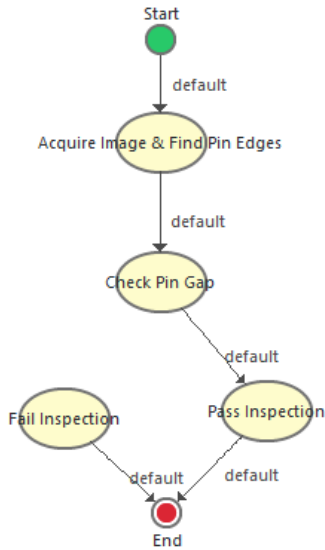 Start
default
Acquire Image & Find Pin Edges
default
Check Pin Gap
default
Fail Inspection
Pass Inspection
default
default
End